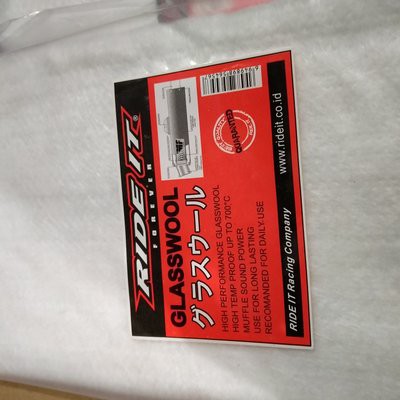 RIDE IT®
FOREVER
GLASSWOOL
グラスウール
HIGH PERFORMANCE GLASSWOOL
HIGH TEMP PROOF UP TO 700°C
MUFFLE SOUND POWER
USE FOR LONG LASTING
RECOMANDED FOR DAILY USE
RIDE IT Racing Company
www.rideit.co.id